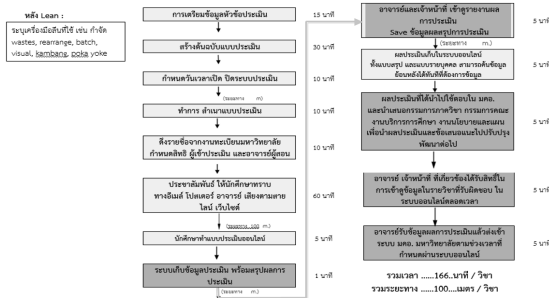 หลัง Lean :
ระบุเครื่องมือลีนที่ใช้ เช่น กำจัด
wastes, rearrange, batch,
visual, kambang, poka yoke
การเตรียมข้อมูลหัวข้อประเมิน
15 นาที
สร้างต้นฉบับแบบประเมิน
30 นาที
กำหนดวันเวลาเปิด ปิดระบบประเมิน
10 นาที
(ระยะทาง m.)
ทำการ สำเนาแบบประเมิน
10 นาที
ดึงรายชื่อจากงานทะเบียนมหาวิทยาลัย
กำหนดสิทธิ ผู้เข้าประเมิน และอาจารย์ผู้สอน
10 นาที
ประชาสัมพันธ์ ให้นักศึกษาทราบ
ทางอีเมล์ โปสเตอร์ อาจารย์ เสียงตามสาย
ไลน์ เว็บไซต์
60 นาที
(ระยะทาง 100 m.)
นักศึกษาทำแบบประเมินออนไลน์
5 นาที
ระบบเก็บข้อมูลประเมิน พร้อมสรุปผลการ
ประเมิน
1 นาที
อาจารย์และเจ้าหน้าที่ เข้าดูรายงานผล
การประเมิน
Save ข้อมูลผลสรุปการประเมิน
5 นาที
ผลประเมินเก็บในระบบออนไลน์
ทั้งแบบสรุป และแบบรายบุคคล สามารถค้นข้อมูล
ย้อนหลังได้ทันทีที่ต้องการข้อมูล
5 นาที
ผลประเมินที่ได้นำไปใช้ตอบใน มคอ.
และนำเสนอกรรมการภาควิชา กรรมการคณะ
งานบริการการศึกษา งานนโยบายและแผน
เพื่อนำผลประเมินและข้อเสนอแนะไปปรับปรุง
พัฒนาต่อไป
5 นาที
อาจารย์ เจ้าหน้าที่ ที่เกี่ยวข้องได้รับสิทธิ์ใน
การเข้าดูข้อมูลในรายวิชาที่รับผิดชอบ ใน
ระบบออนไลน์ตลอดเวลา
5 นาที
อาจารย์รับข้อมูลผลการประเมินแล้วส่งเข้า
ระบบ มคอ. มหาวิทยาลัยตามช่วงเวลาที่
กำหนดผ่านระบบออนไลน์
5 นาที
รวมเวลา ......166..นาที / วิชา
รวมระยะทาง ......100....เมตร / วิชา